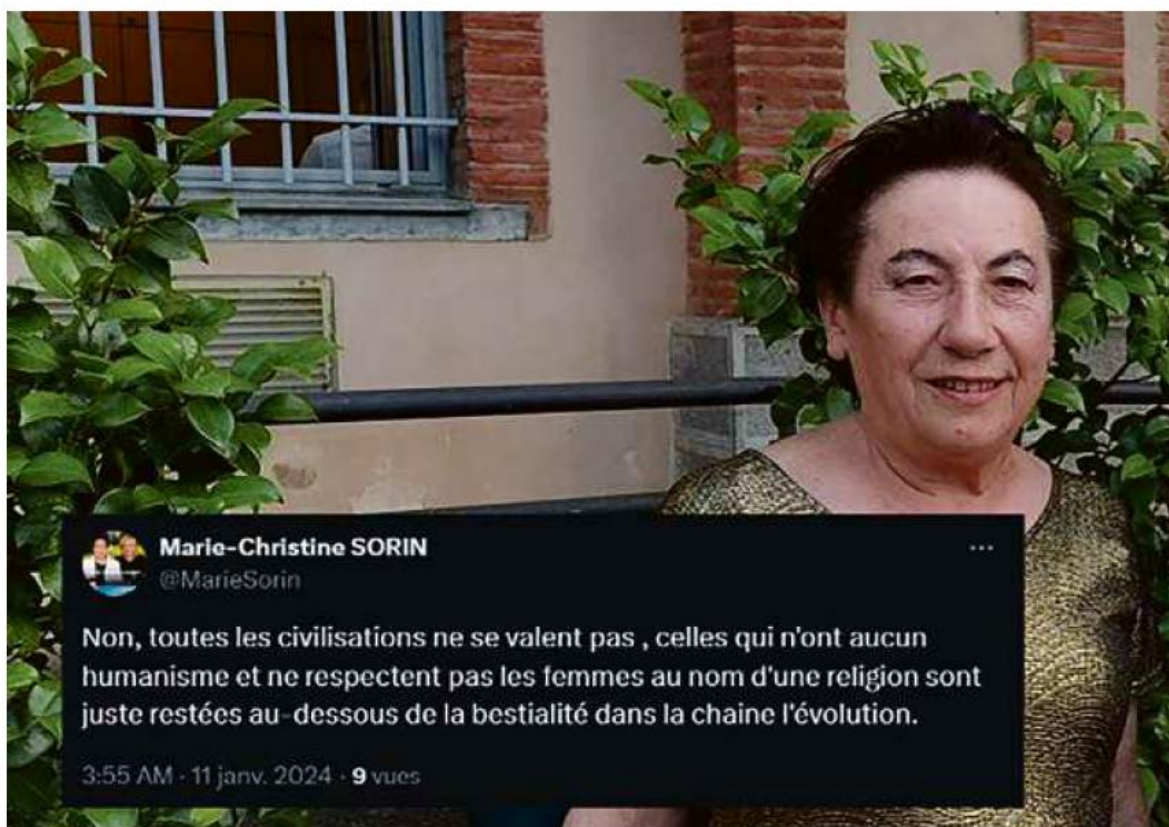 Marie-Christine SORIN
...
@MarieSorin
Non, toutes les civilisations ne se valent pas , celles qui n'ont aucun
humanisme et ne respectent pas les femmes au nom d'une religion sont
juste restées au-dessous de la bestialité dans la chaine l'évolution.
3:55 AM · 11 janv. 2024 · 9 vues